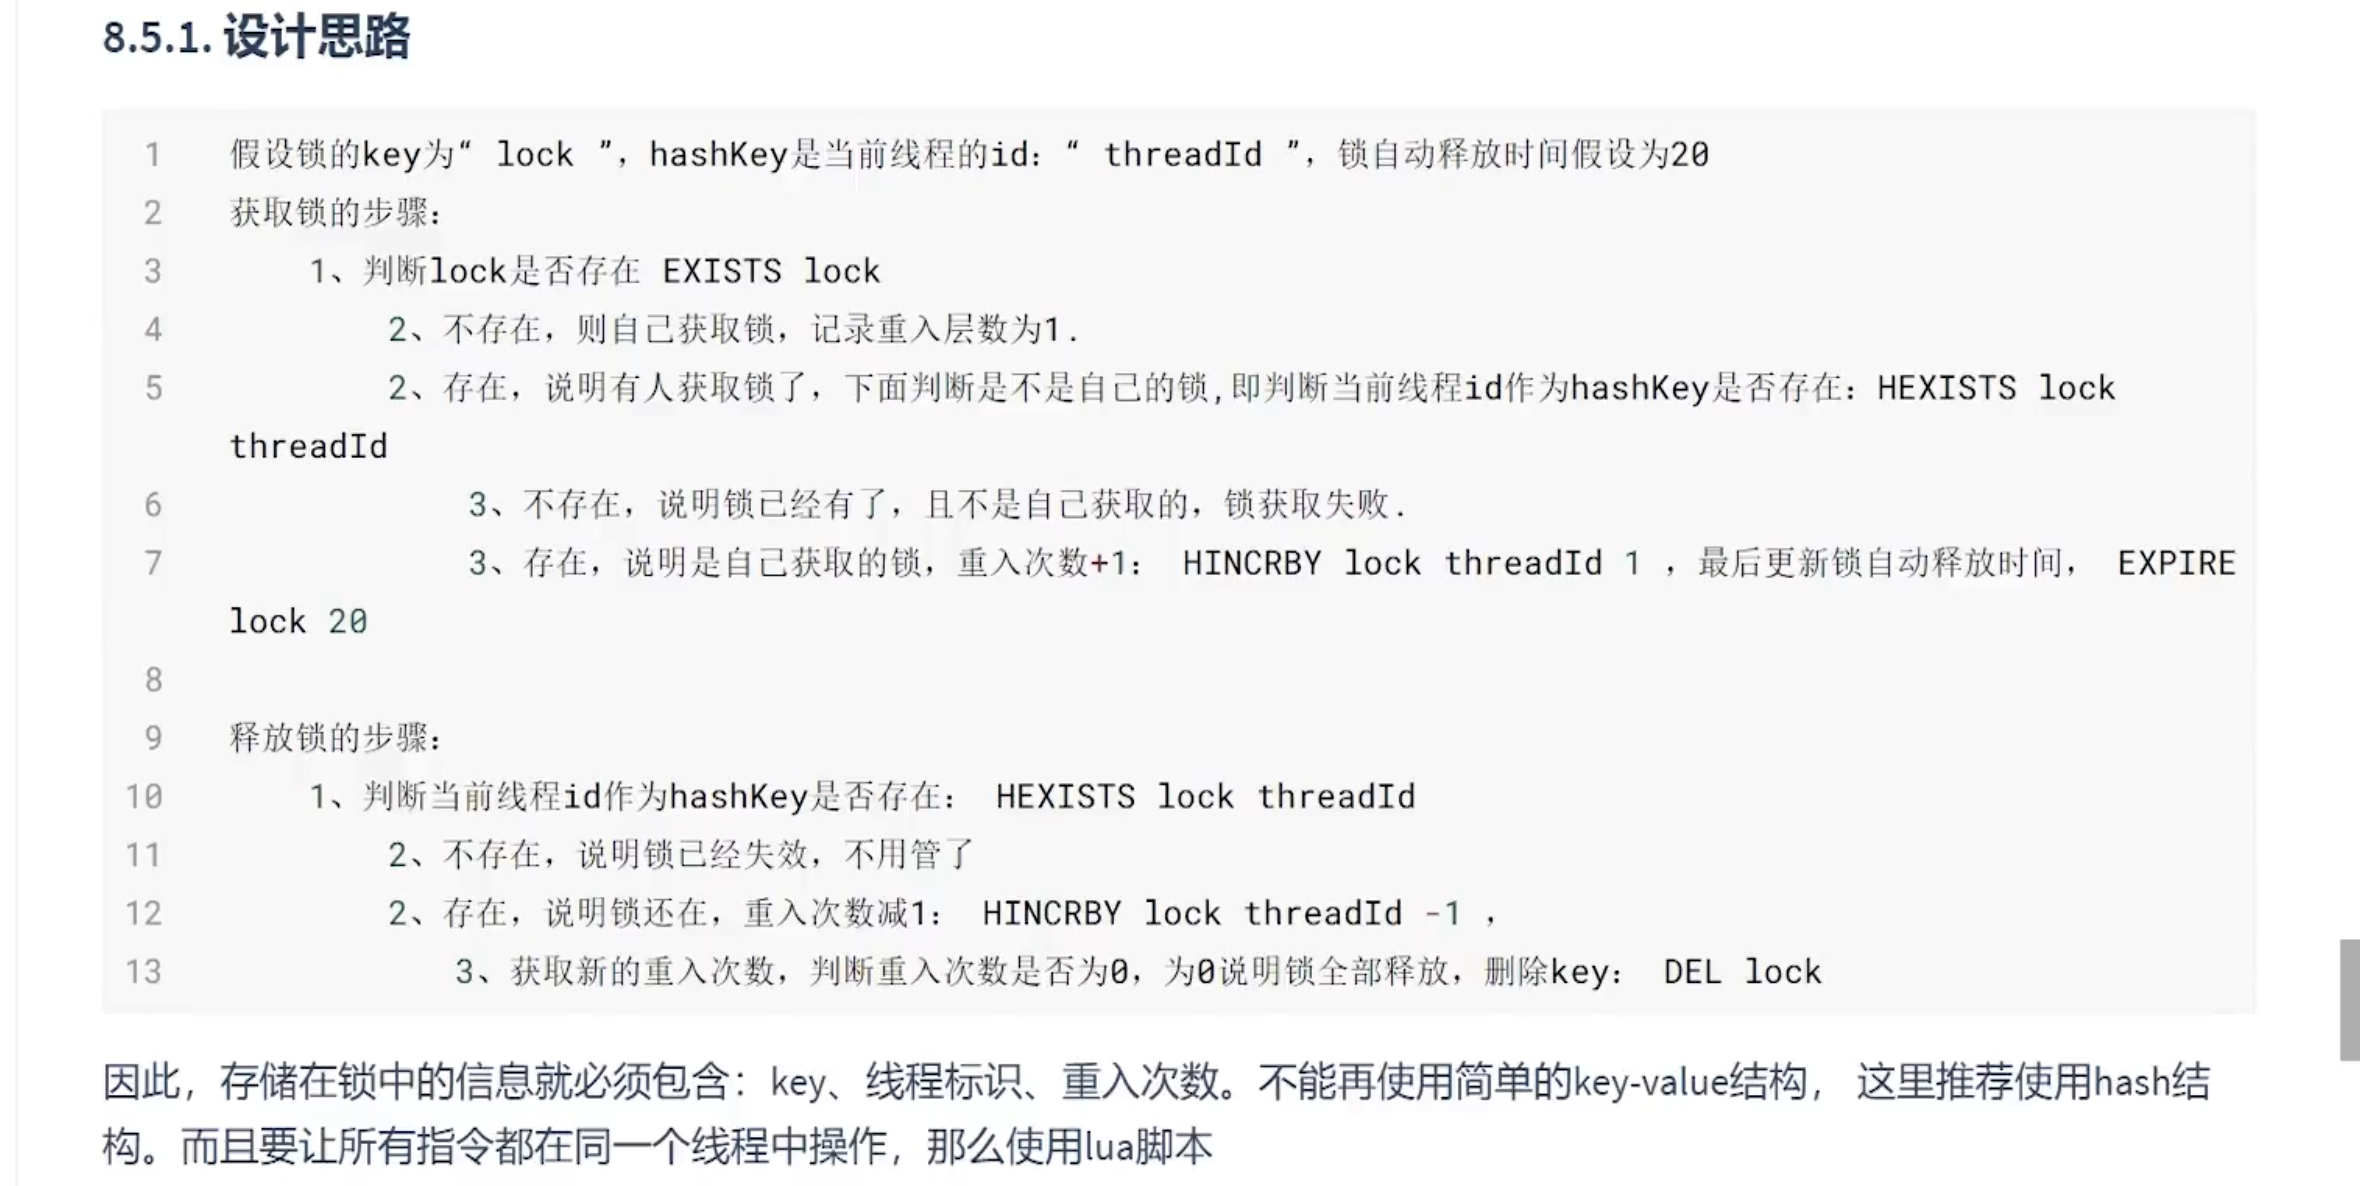 8.5.1. 设计思路
1 假设锁的key为“ lock ”，hashKey是当前线程的id：“ threadId ”，锁自动释放时间假设为20
2 获取锁的步骤：
3 1、判断lock是否存在 EXISTS lock
4 2、不存在，则自己获取锁，记录重入层数为1.
5 2、存在，说明有人获取锁了，下面判断是不是自己的锁,即判断当前线程id作为hashKey是否存在：HEXISTS lock
threadId
6 3、不存在，说明锁已经有了，且不是自己获取的，锁获取失败.
7 3、存在，说明是自己获取的锁，重入次数+1： HINCRBY lock threadId 1 ，最后更新锁自动释放时间， EXPIRE
lock 20
8
9 释放锁的步骤：
10 1、判断当前线程id作为hashKey是否存在： HEXISTS lock threadId
11 2、不存在，说明锁已经失效，不用管了
12 2、存在，说明锁还在，重入次数减1： HINCRBY lock threadId -1 ，
13 3、获取新的重入次数，判断重入次数是否为0，为0说明锁全部释放，删除key： DEL lock
因此，存储在锁中的信息就必须包含：key、线程标识、重入次数。不能再使用简单的key-value结构， 这里推荐使用hash结
构。而且要让所有指令都在同一个线程中操作，那么使用lua脚本